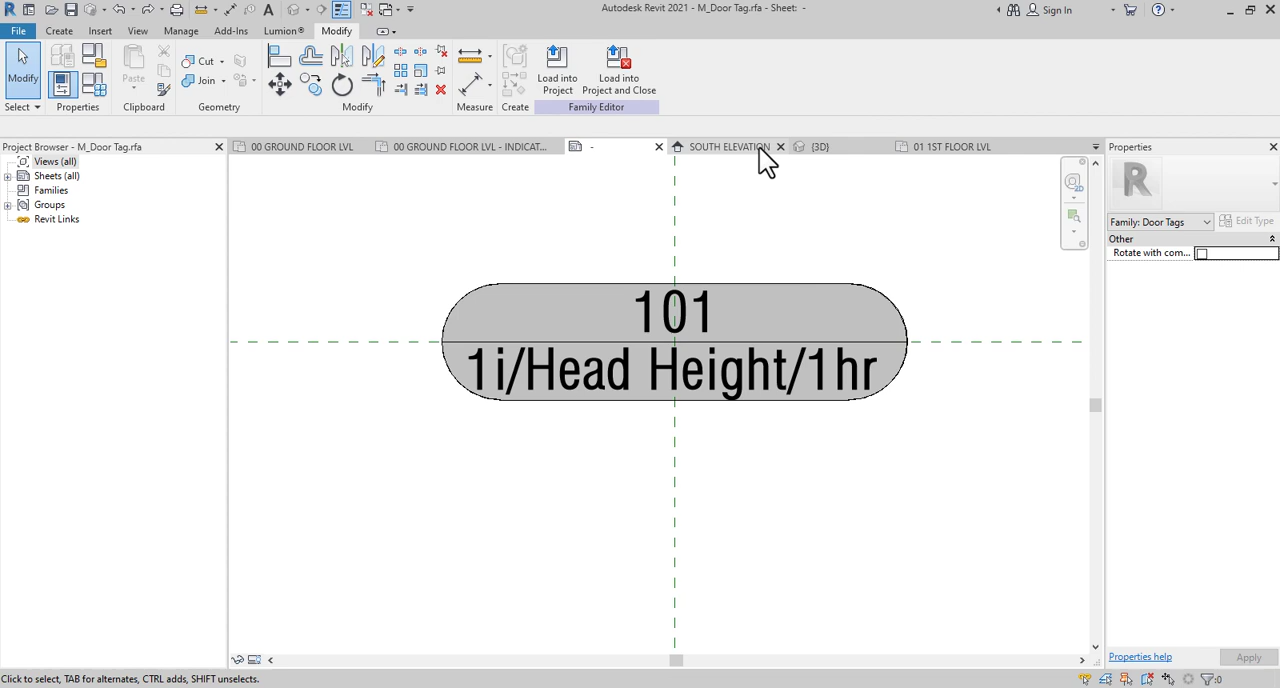 Autodesk Revit 2021 - M_Door Tag.rfa - Sheet: -
Sign In
File Create Insert View Manage Add-Ins Lumion® Modify
Modify
Paste
Cut
Join
Load into
Project
Load into
Project and Close
Select Properties Clipboard Geometry Modify Measure Create Family Editor
Project Browser - M_Door Tag.rfa
Views (all)
Sheets (all)
Families
Groups
Revit Links
00 GROUND FLOOR LVL
00 GROUND FLOOR LVL - INDICAT...
-
SOUTH ELEVATION
{3D}
01 1ST FLOOR LVL
101
1i/Head Height/1hr
2D
Properties
R
Family: Door Tags
Edit Type
Other
Rotate with com...
Properties help
Apply
Click to select, TAB for alternates, CTRL adds, SHIFT unselects.
:0